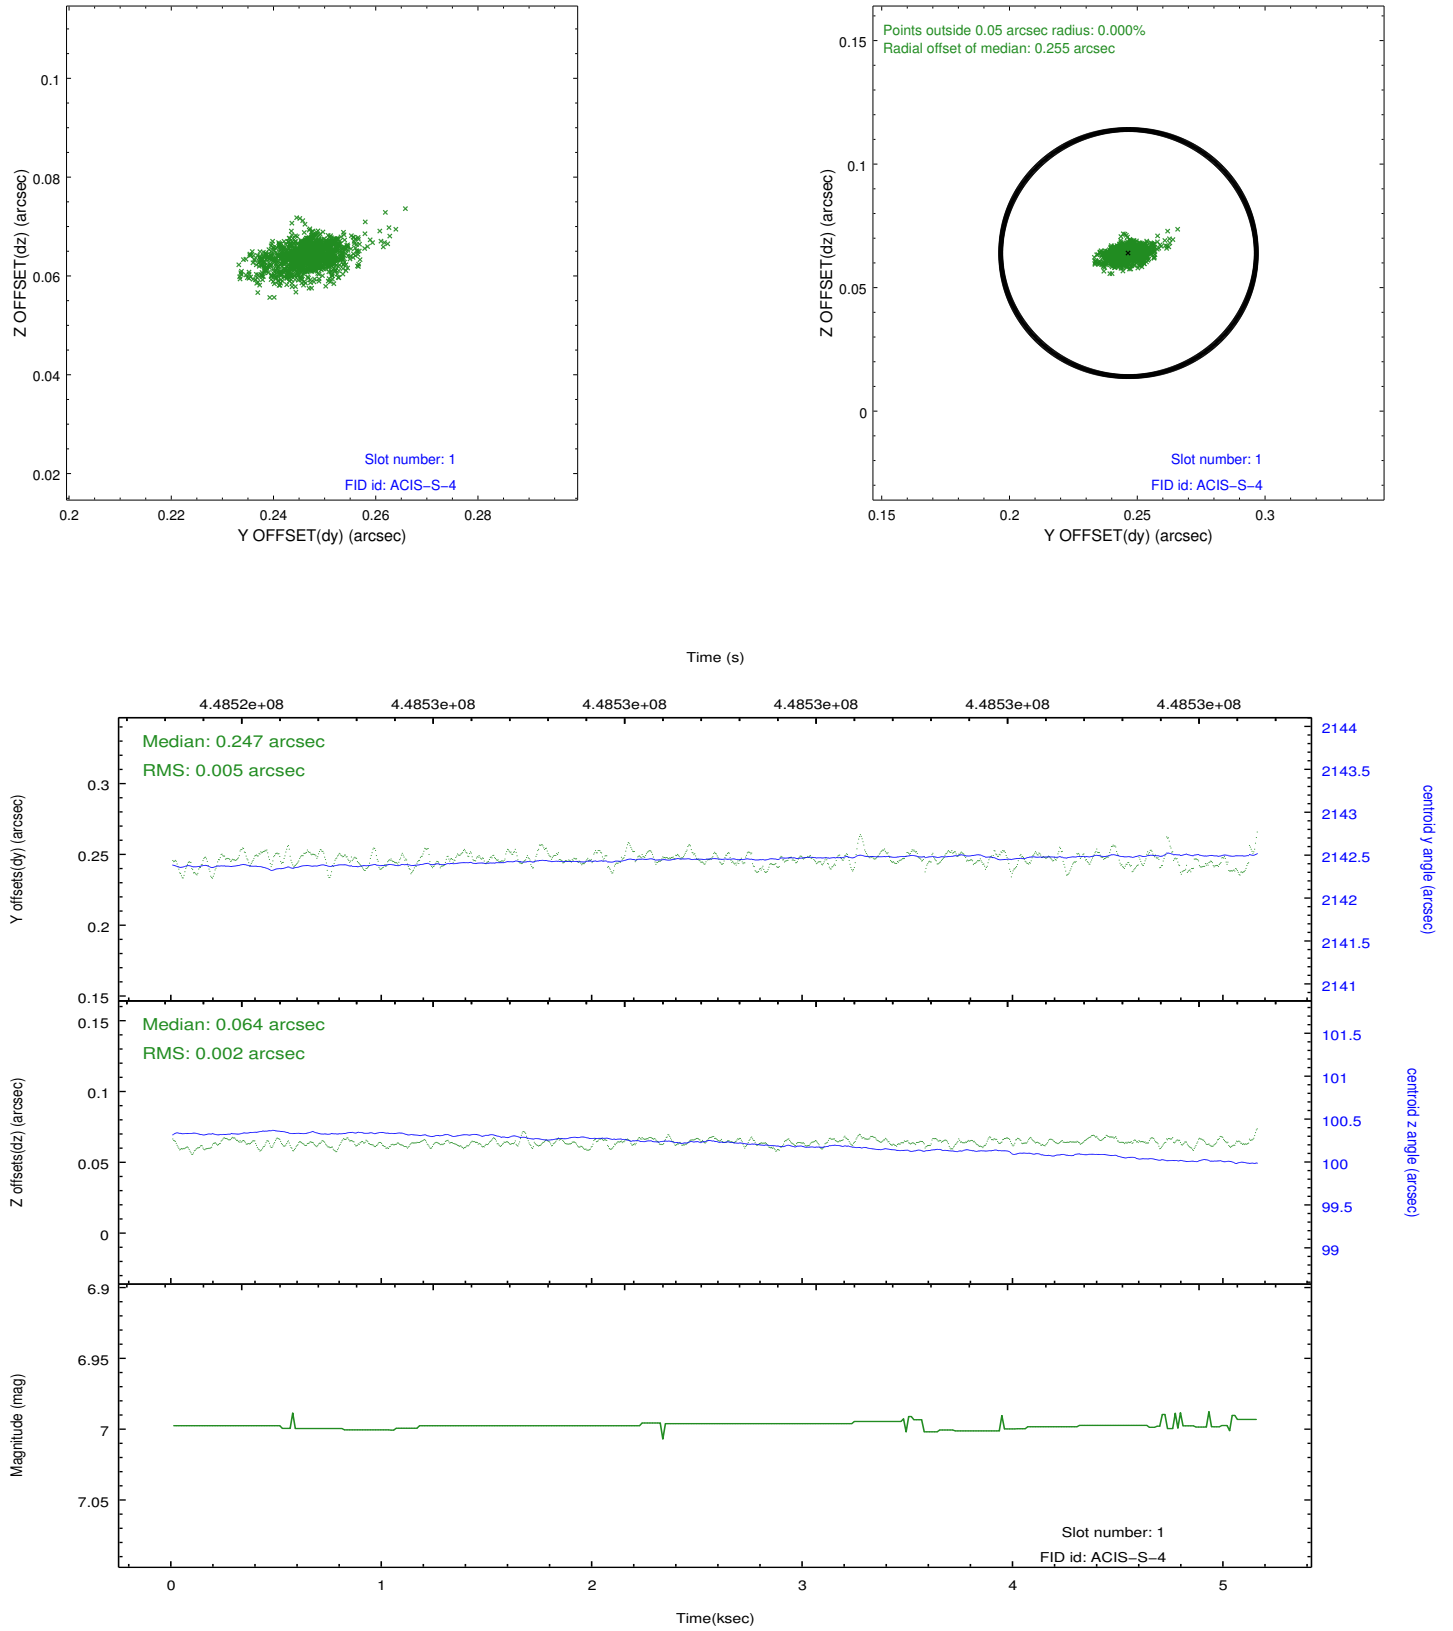 0.1
0.08
0.06
0.04
0.02
Z OFFSET(dz) (arcsec)
0.2 0.22 0.24 0.26 0.28
Y OFFSET(dy) (arcsec)
Slot number: 1
FID id: ACIS−S−4
Points outside 0.05 arcsec radius: 0.000%
Radial offset of median: 0.255 arcsec
0.15
0.1
0.05
0
Z OFFSET(dz) (arcsec)
0.15 0.2 0.25 0.3
Y OFFSET(dy) (arcsec)
Slot number: 1
FID id: ACIS−S−4
Time (s)
4.4852e+08 4.4853e+08 4.4853e+08 4.4853e+08 4.4853e+08 4.4853e+08
Median: 0.247 arcsec
RMS: 0.005 arcsec
0.3
0.25
0.2
0.15
Y offsets(dy) (arcsec)
2144
2143.5
2143
2142.5
2142
2141.5
2141
centroid y angle (arcsec)
Median: 0.064 arcsec
RMS: 0.002 arcsec
0.15
0.1
0.05
0
Z offsets(dz) (arcsec)
101.5
101
100.5
100
99.5
99
centroid z angle (arcsec)
6.9
6.95
7
7.05
Magnitude (mag)
Slot number: 1
FID id: ACIS−S−4
0 1 2 3 4 5
Time(ksec)